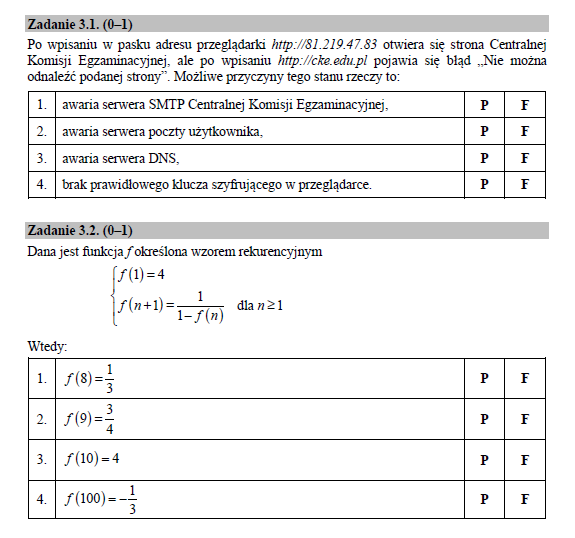 Zadanie 3.1. (0–1)
Po wpisaniu w pasku adresu przeglądarki http://81.219.47.83 otwiera się strona Centralnej
Komisji Egzaminacyjnej, ale po wpisaniu http://cke.edu.pl pojawia się błąd „Nie można
odnaleźć podanej strony”. Możliwe przyczyny tego stanu rzeczy to:
1. awaria serwera SMTP Centralnej Komisji Egzaminacyjnej, P F
2. awaria serwera poczty użytkownika, P F
3. awaria serwera DNS, P F
4. brak prawidłowego klucza szyfrującego w przeglądarce. P F
Zadanie 3.2. (0–1)
Dana jest funkcja f określona wzorem rekurencyjnym
f(1) = 4
f(n+1) = 1/(1 − f(n)) dla n ≥ 1
Wtedy:
1. f(8) = 1/3 P F
2. f(9) = 3/4 P F
3. f(10) = 4 P F
4. f(100) = −1/3 P F